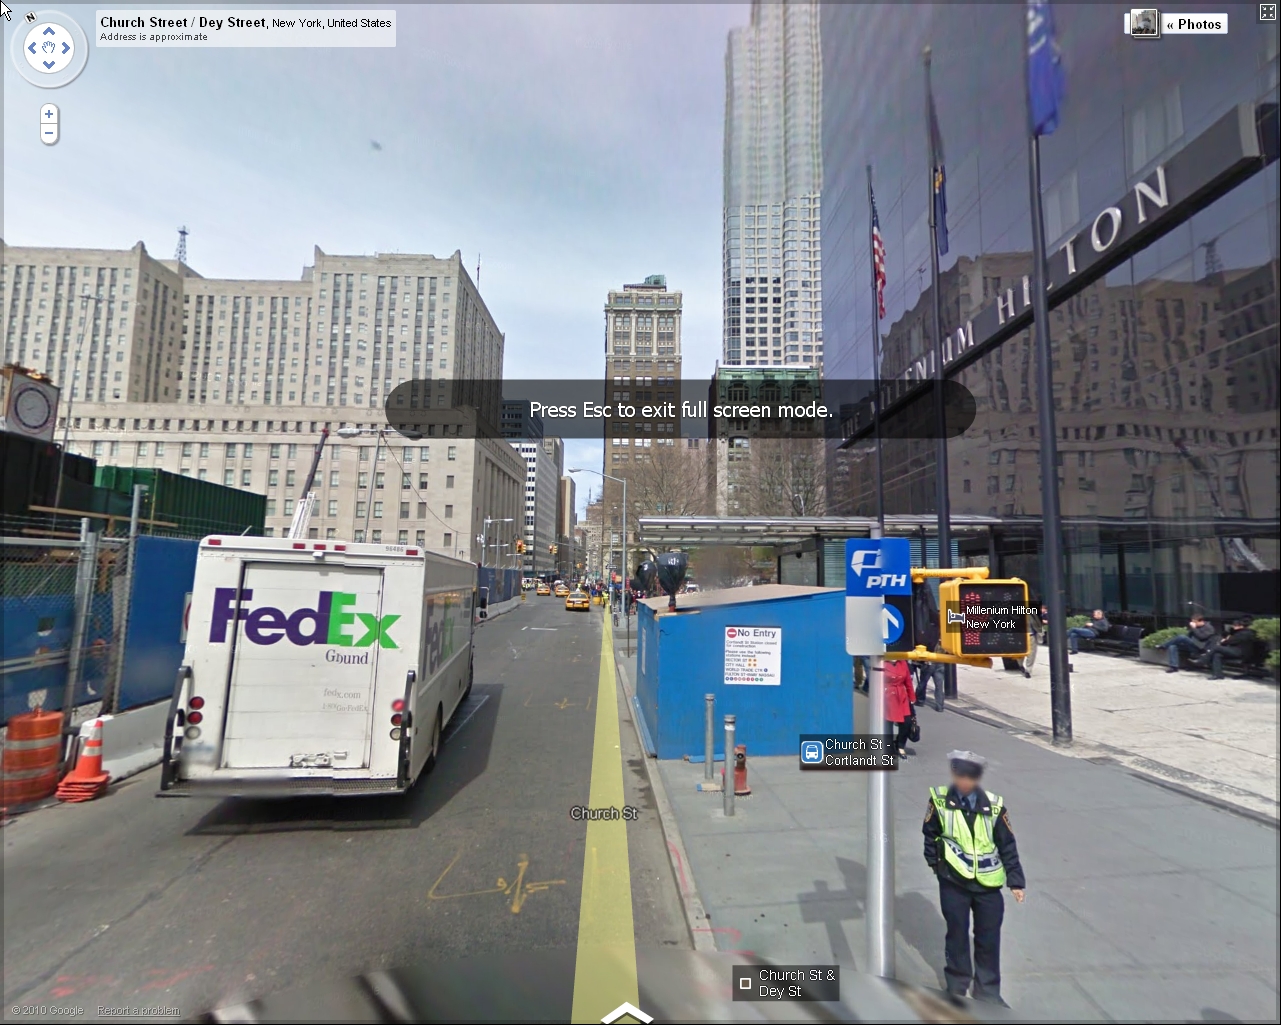 Church Street / Dey Street, New York, United States
Address is approximate
N
« Photos
MILLENIUM HILTON
Press Esc to exit full screen mode.
FedEx
Ground
fedex.com
PTH
No Entry
Millenium Hilton
New York
Church St -
Cortlandt St
Church St
Church St &
Dey St
© 2010 Google
Report a problem